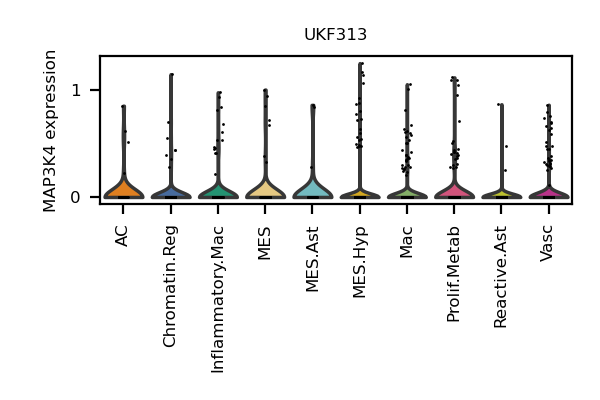 UKF313
MAP3K4 expression
1
0
AC
Chromatin.Reg
Inflammatory.Mac
MES
MES.Ast
MES.Hyp
Mac
Prolif.Metab
Reactive.Ast
Vasc